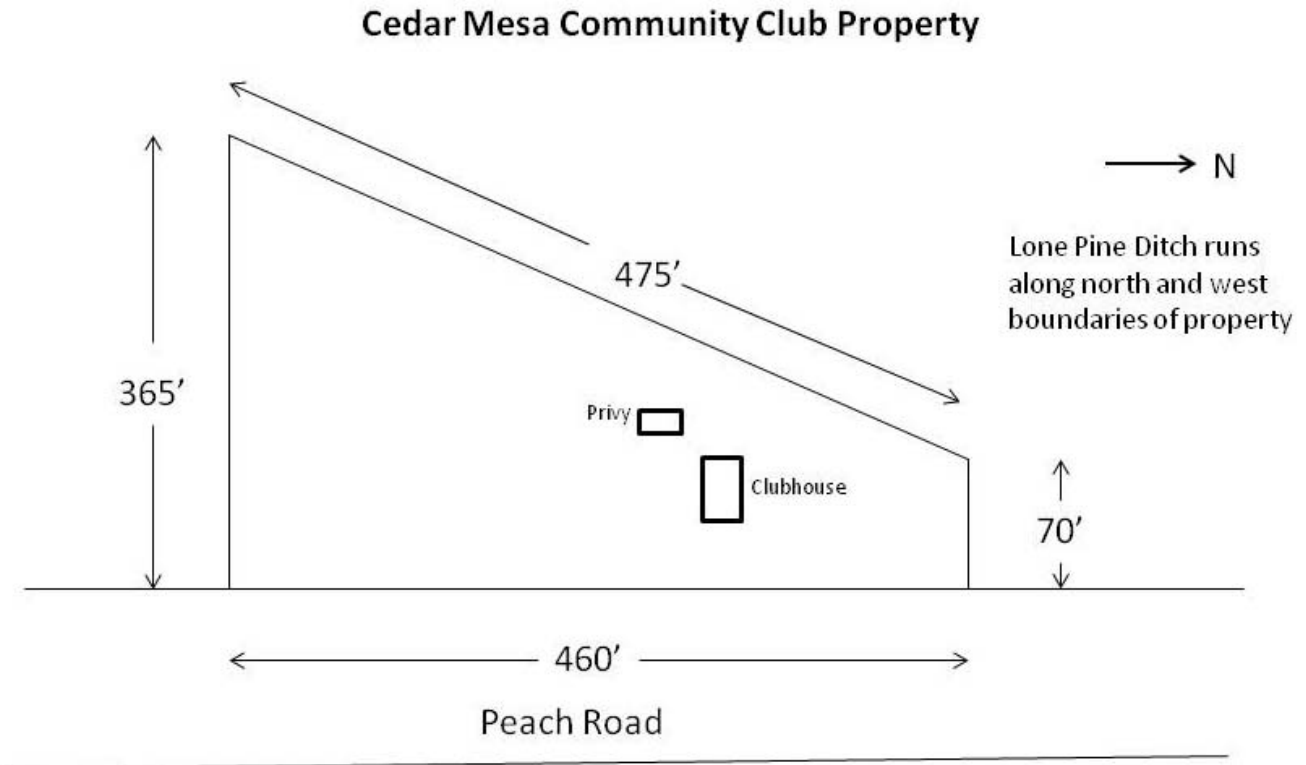 Cedar Mesa Community Club Property
N
Lone Pine Ditch runs
along north and west
boundaries of property
475’
365’
Privy
Clubhouse
70’
460’
Peach Road